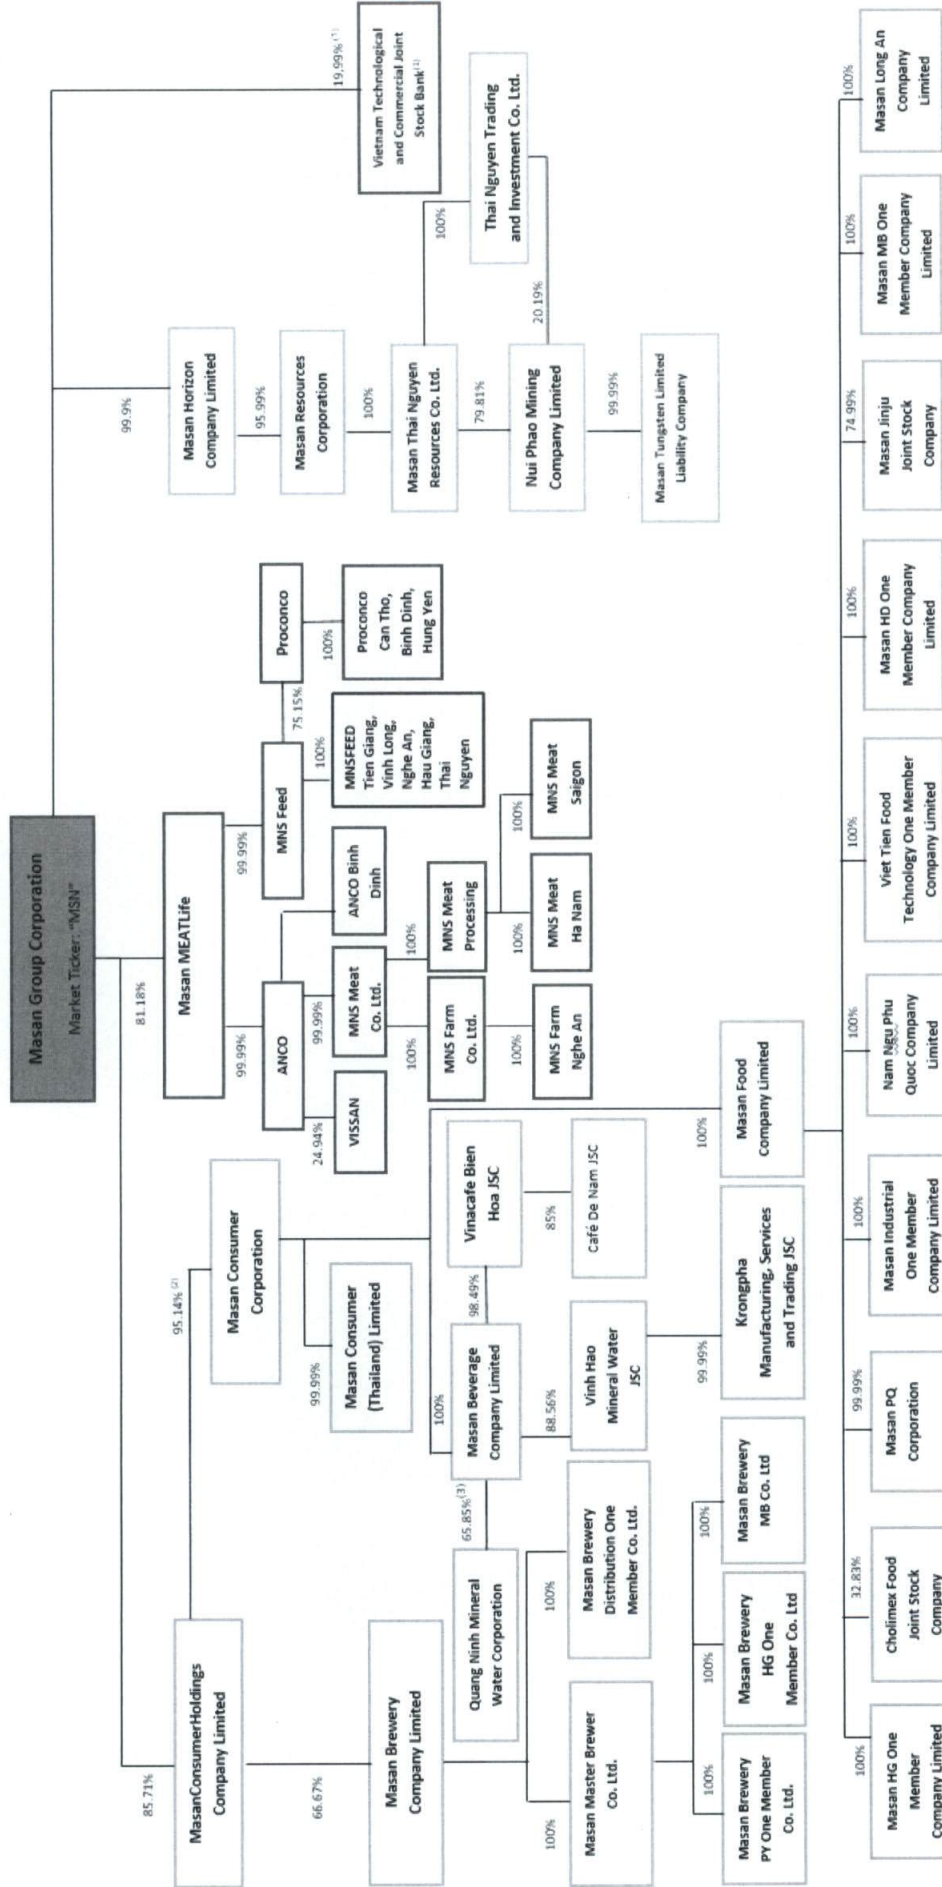 Masan Group Corporation
Market Ticker: "MSN"
85.71%
81.18%
99.9%
19.99% (1)
MasanConsumerHoldings
Company Limited
95.14% (2)
Masan Consumer
Corporation
Masan MEATLife
Masan Horizon
Company Limited
Vietnam Technological
and Commercial Joint
Stock Bank(1)
66.67%
99.99%
Masan Consumer
(Thailand) Limited
99.99%
ANCO
99.99%
MNS Feed
75.15%
Proconco
95.99%
Masan Resources
Corporation
24.94%
VISSAN
99.99%
MNS Meat
Co. Ltd.
ANCO Binh
Dinh
100%
MNSFEED
Tien Giang,
Vinh Long,
Nghe An,
Hau Giang,
Thai
Nguyen
100%
Proconco
Can Tho,
Binh Dinh,
Hung Yen
100%
Masan Thai Nguyen
Resources Co. Ltd.
100%
Thai Nguyen Trading
and Investment Co. Ltd.
Masan Brewery
Company Limited
65.85%(3)
Quang Ninh Mineral
Water Corporation
100%
Masan Beverage
Company Limited
98.49%
Vinacafe Bien
Hoa JSC
100%
MNS Farm
Co. Ltd.
100%
MNS Meat
Processing
79.81%
20.19%
Nui Phao Mining
Company Limited
100%
Masan Master Brewer
Co. Ltd.
100%
Masan Brewery
Distribution One
Member Co. Ltd.
88.56%
Vinh Hao
Mineral Water
JSC
85%
Café De Nam JSC
100%
MNS Farm
Nghe An
100%
MNS Meat
Ha Nam
100%
MNS Meat
Saigon
99.99%
Masan Tungsten Limited
Liability Company
100%
Masan Brewery
PY One Member
Co. Ltd.
100%
Masan Brewery
HG One
Member Co. Ltd
100%
Masan Brewery
MB Co. Ltd
99.99%
Krongpha
Manufacturing, Services
and Trading JSC
100%
Masan Food
Company Limited
100%
Masan HG One
Member
Company Limited
32.83%
Cholimex Food
Joint Stock
Company
99.99%
Masan PQ
Corporation
100%
Masan Industrial
One Member
Company Limited
100%
Nam Ngu Phu
Quoc Company
Limited
100%
Viet Tien Food
Technology One Member
Company Limited
100%
Masan HD One
Member Company
Limited
74.99%
Masan Jinju
Joint Stock
Company
100%
Masan MB One
Member Company
Limited
100%
Masan Long An
Company
Limited